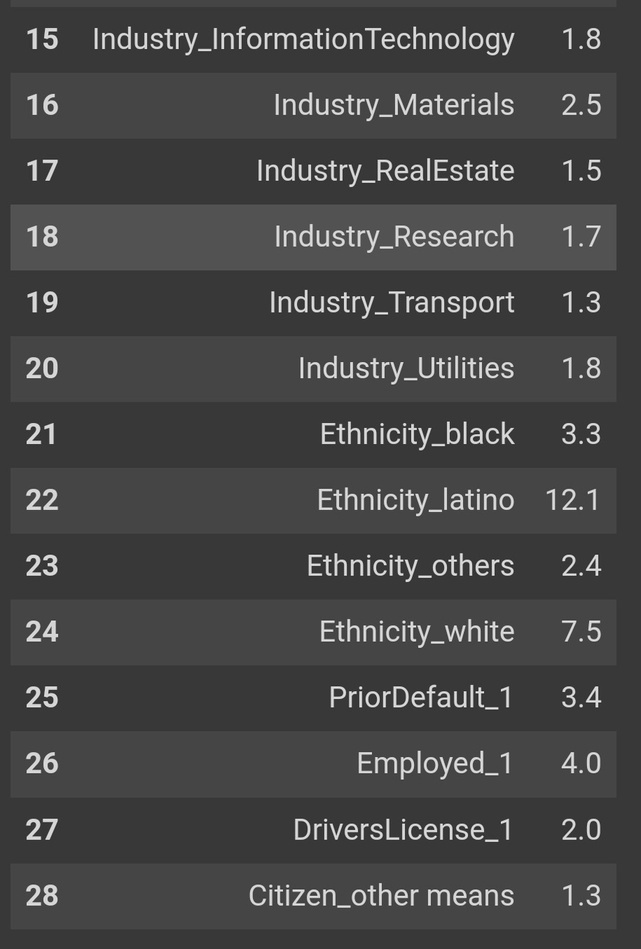 15 Industry_InformationTechnology 1.8
16 Industry_Materials 2.5
17 Industry_RealEstate 1.5
18 Industry_Research 1.7
19 Industry_Transport 1.3
20 Industry_Utilities 1.8
21 Ethnicity_black 3.3
22 Ethnicity_latino 12.1
23 Ethnicity_others 2.4
24 Ethnicity_white 7.5
25 PriorDefault_1 3.4
26 Employed_1 4.0
27 DriversLicense_1 2.0
28 Citizen_other means 1.3